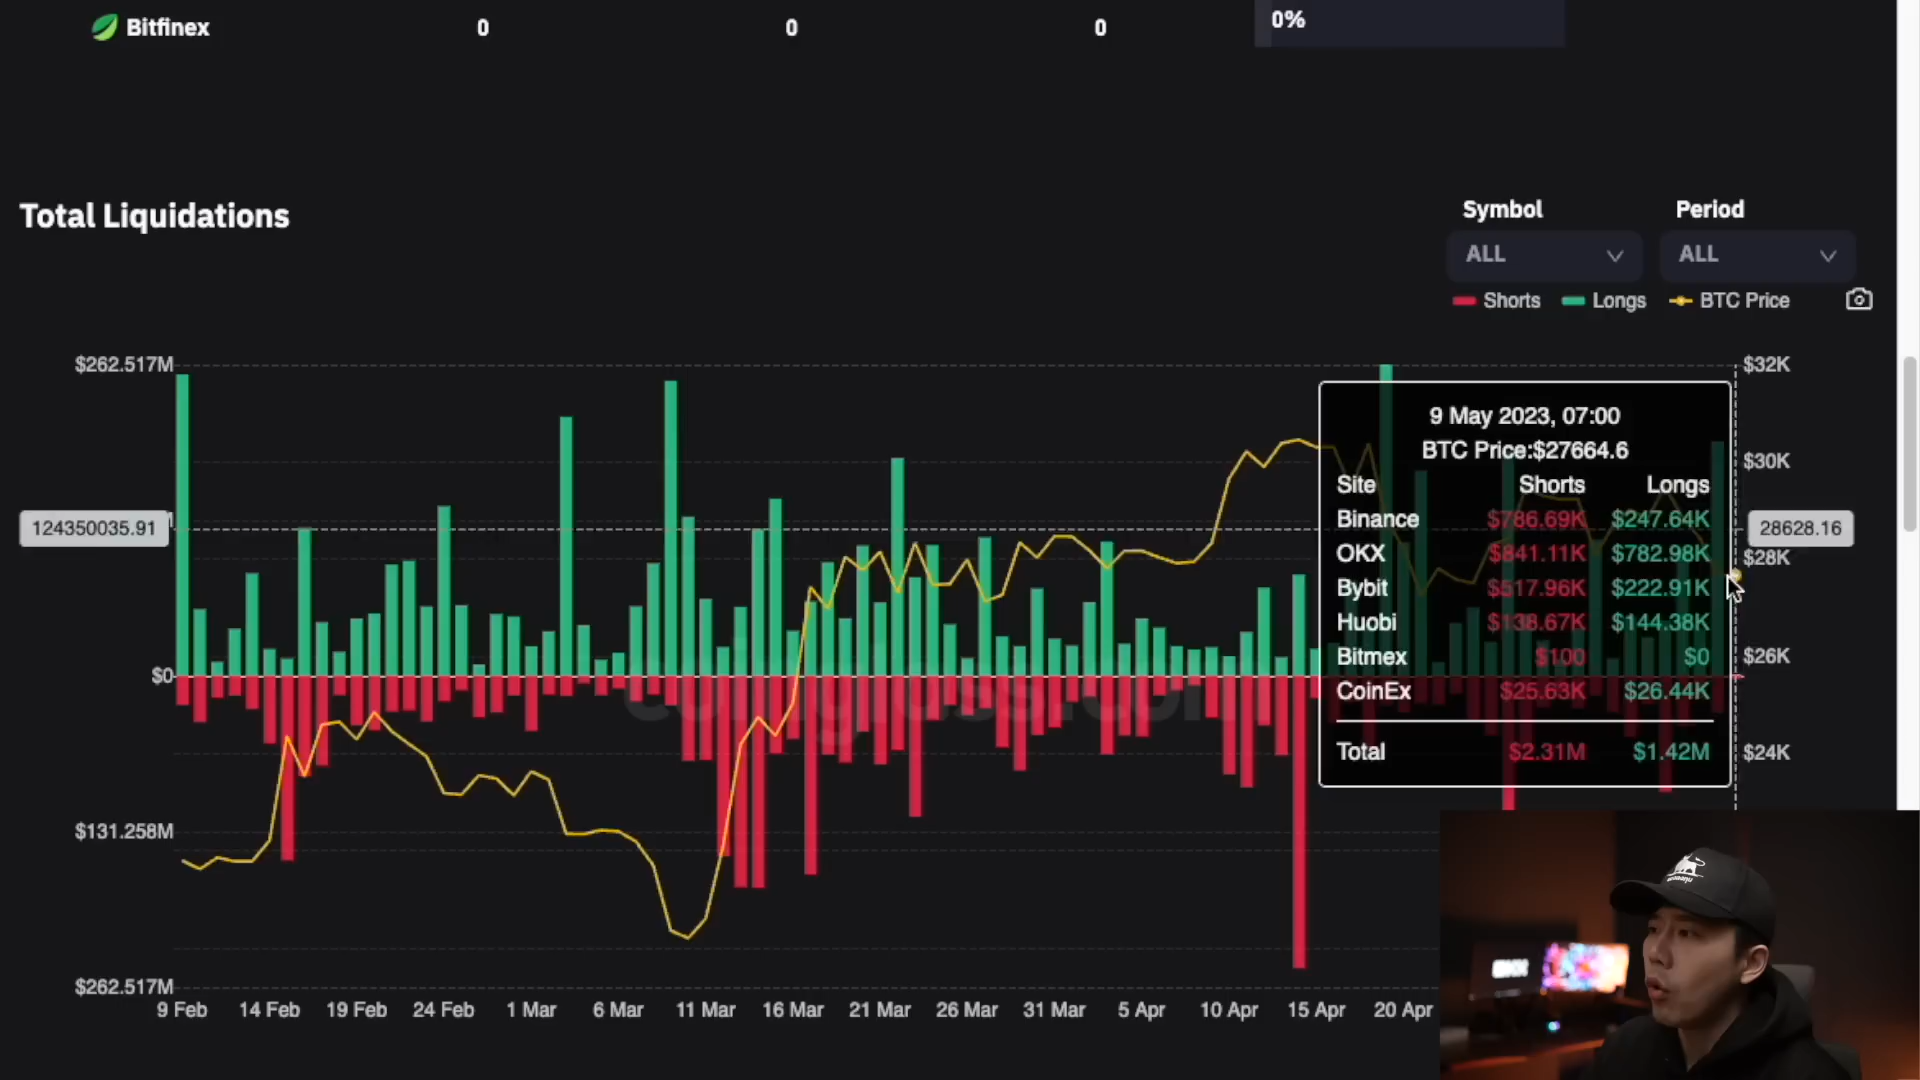 Bitfinex 0 0 0 0%
Total Liquidations
Symbol Period
ALL ALL
Shorts Longs BTC Price
$262.517M
$32K
9 May 2023, 07:00
BTC Price:$27664.6
Site Shorts Longs
Binance $786.69K $247.64K
OKX $841.11K $782.98K
Bybit $517.96K $222.91K
Huobi $138.67K $144.38K
Bitmex $100 $0
CoinEx $25.63K $26.44K
Total $2.31M $1.42M
$30K
124350035.91
28628.16
$28K
$0
$26K
coinglass.com
$24K
$131.258M
$262.517M
9 Feb 14 Feb 19 Feb 24 Feb 1 Mar 6 Mar 11 Mar 16 Mar 21 Mar 26 Mar 31 Mar 5 Apr 10 Apr 15 Apr 20 Apr